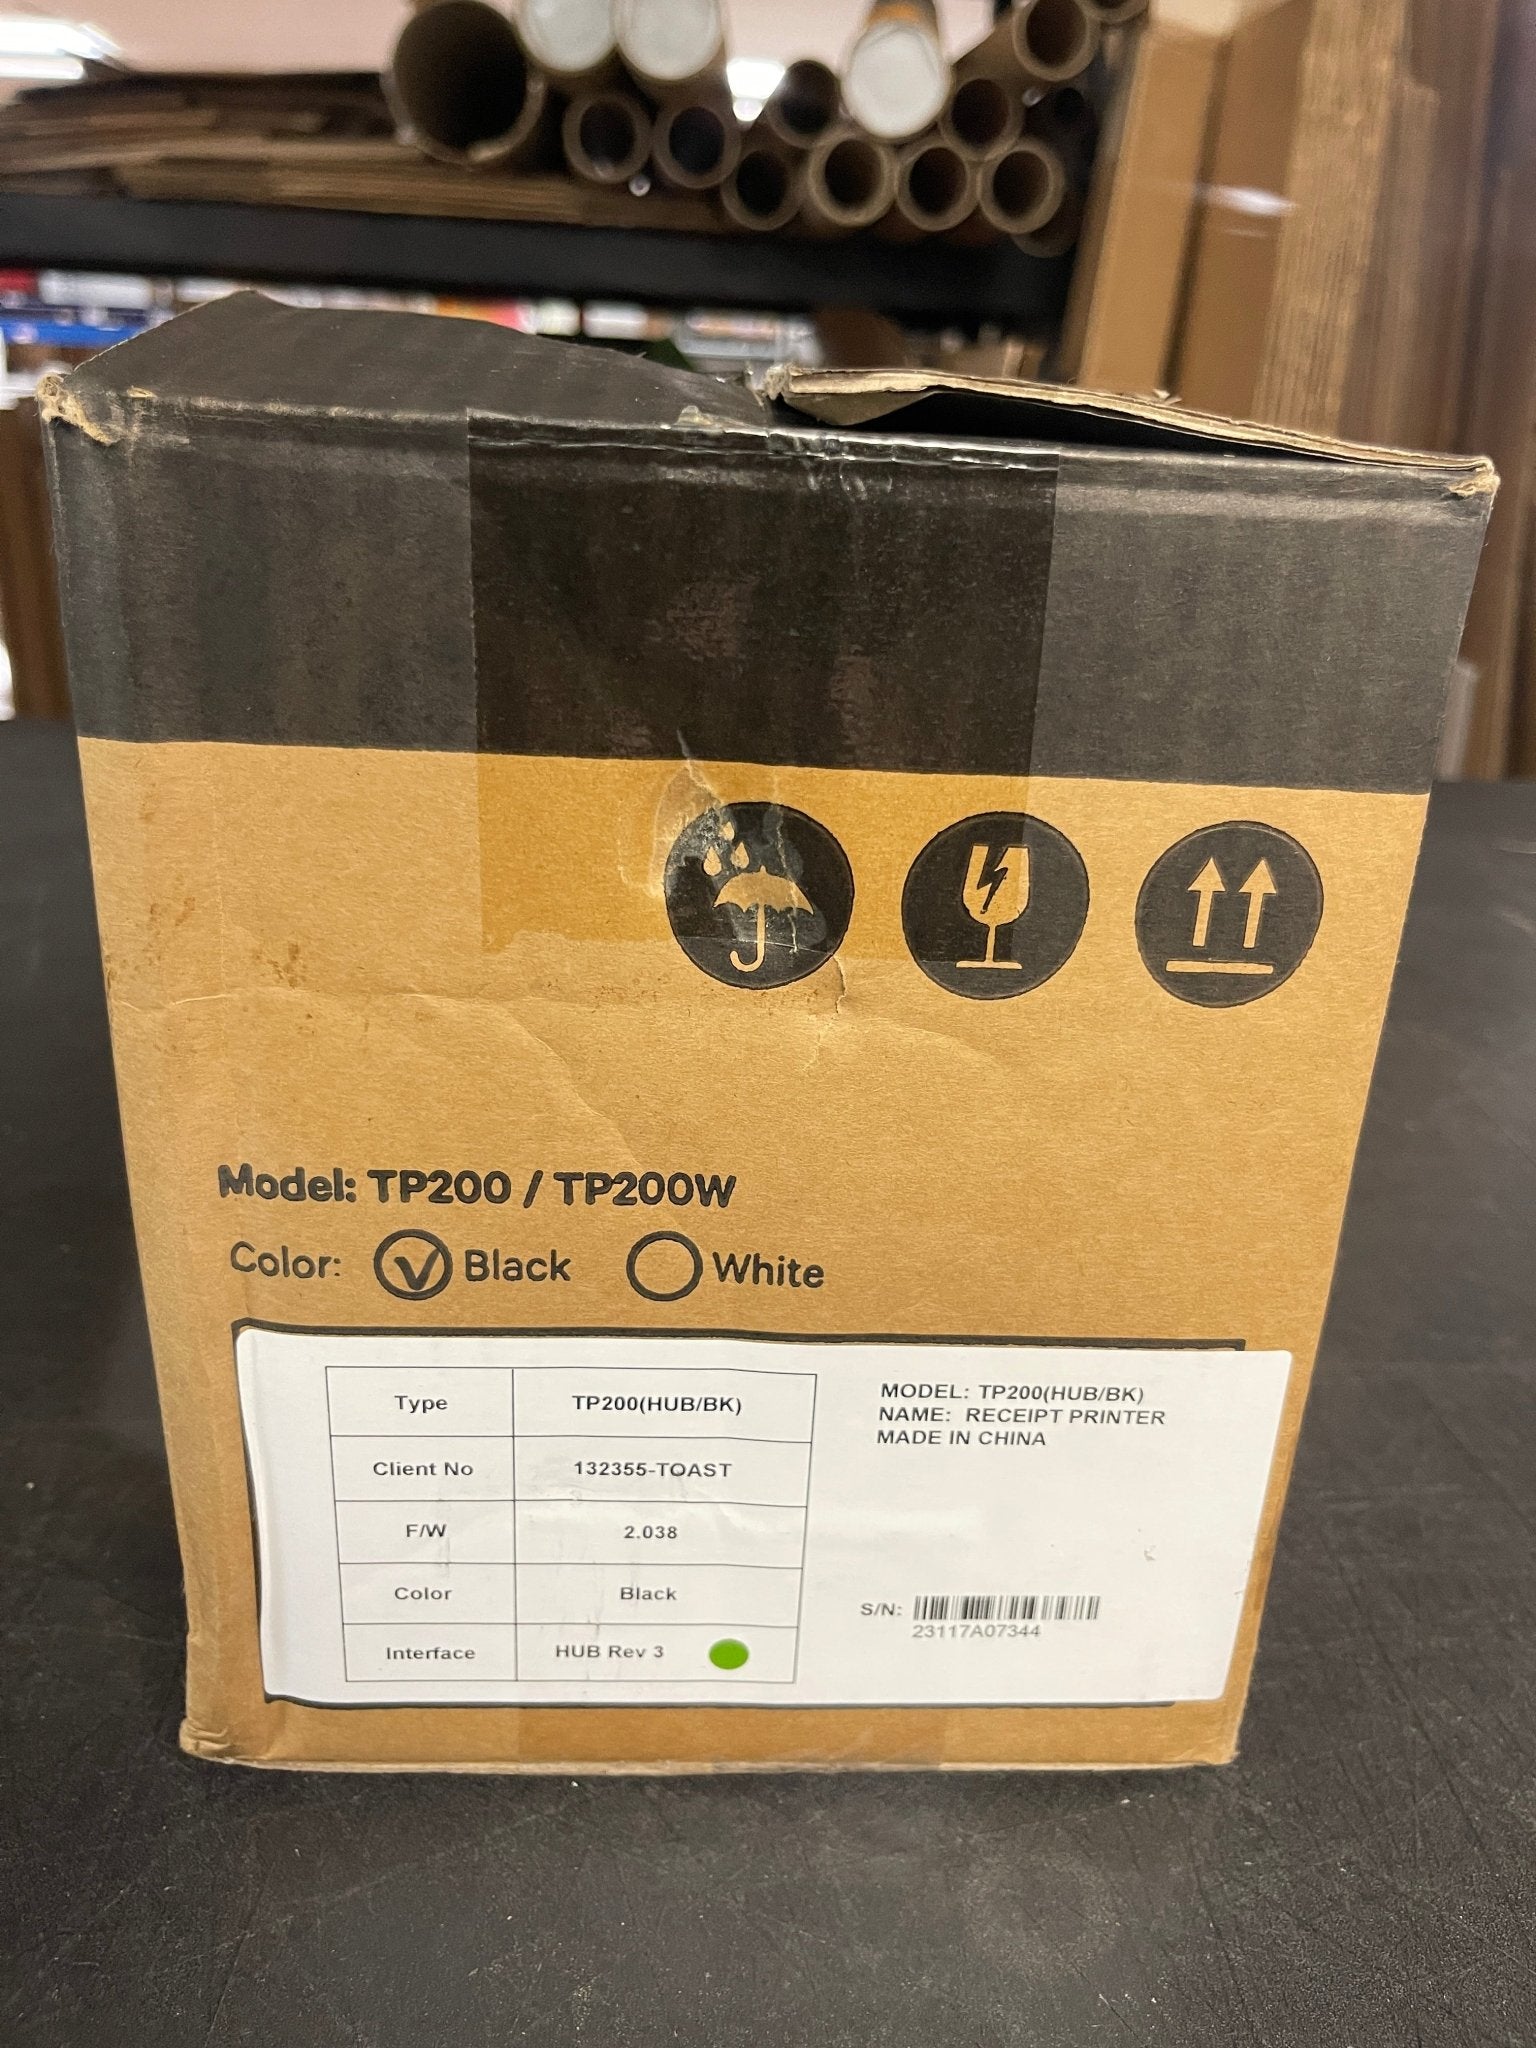 Model: TP200 / TP200W
Color: Black White
Type TP200(HUB/BK)
Client No 132355-TOAST
F/W 2.038
Color Black
Interface HUB Rev 3
MODEL: TP200(HUB/BK)
NAME: RECEIPT PRINTER
MADE IN CHINA
S/N:
23117A07344